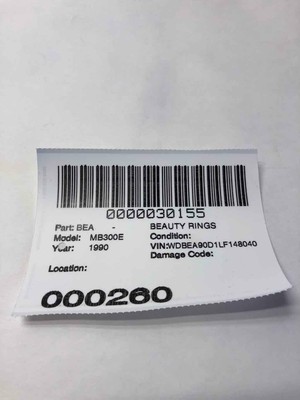 0000030155
Part: BEA - BEAUTY RINGS
Model: MB300E Condition:
Year: 1990 VIN:WDBEA90D1LF148040
Damage Code:
Location:
000260